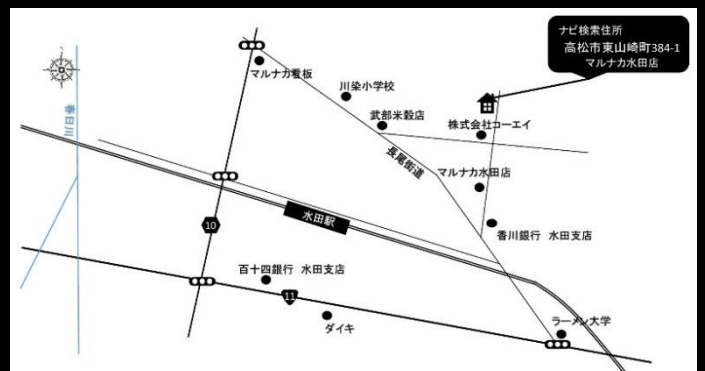 ナビ検索住所
高松市東山崎町384-1
マルナカ水田店
マルナカ看板
川染小学校
武部米穀店
株式会社コーエイ
春日川
長尾街道
マルナカ水田店
水田駅
10
香川銀行 水田支店
百十四銀行 水田支店
11
ダイキ
ラーメン大学